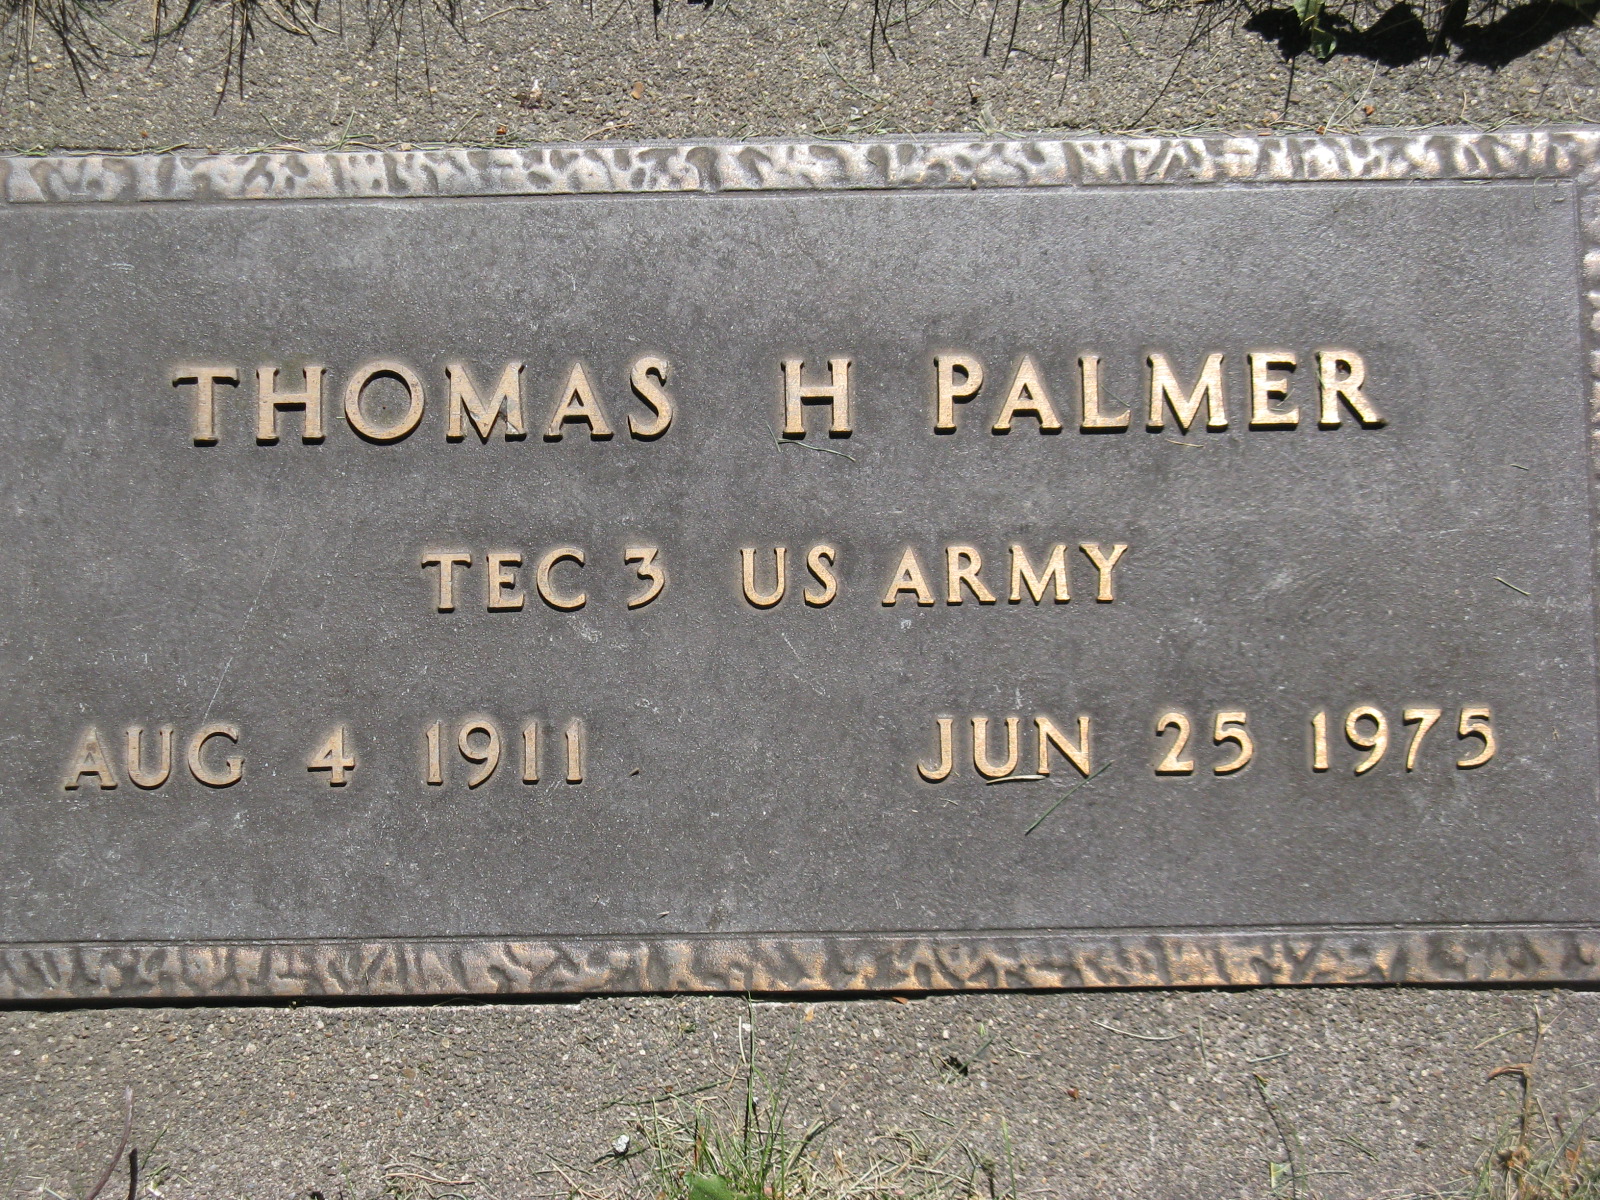 THOMAS H PALMER
TEC 3 US ARMY
AUG 4 1911 JUN 25 1975